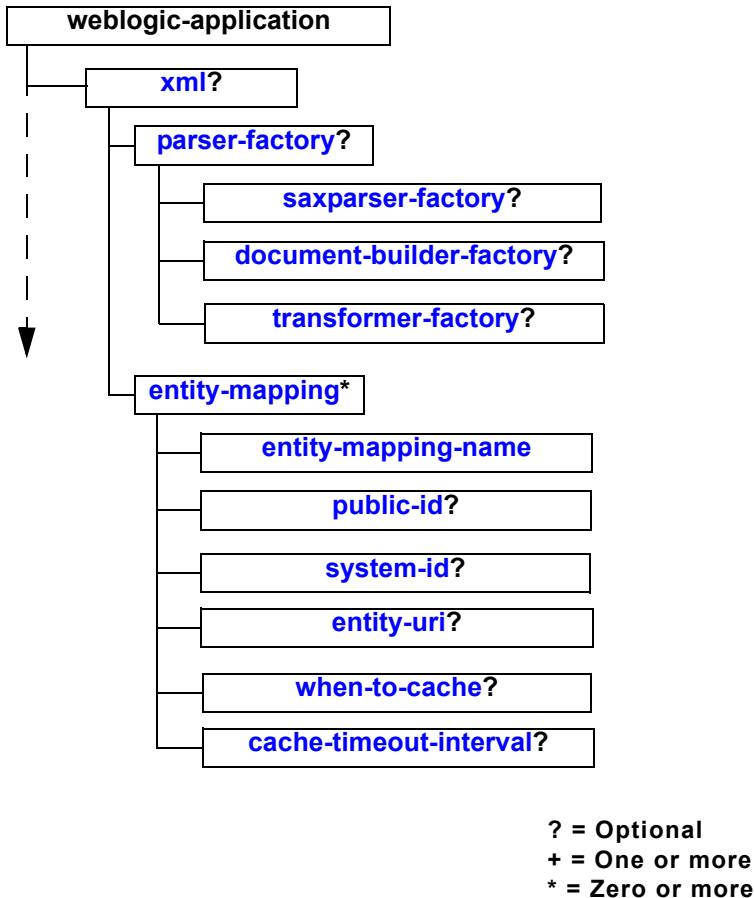 weblogic-application
xml?
parser-factory?
saxparser-factory?
document-builder-factory?
transformer-factory?
entity-mapping*
entity-mapping-name
public-id?
system-id?
entity-uri?
when-to-cache?
cache-timeout-interval?
? = Optional
+ = One or more
* = Zero or more